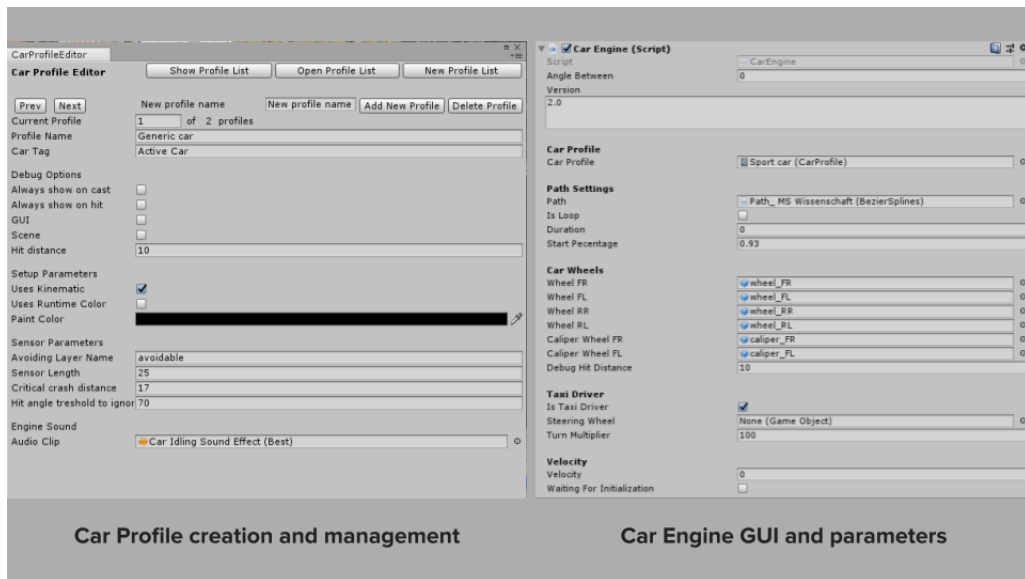 CarProfileEditor
Car Profile Editor Show Profile List Open Profile List New Profile List
Prev Next New profile name New profile name Add New Profile Delete Profile
Current Profile 1 of 2 profiles
Profile Name Generic car
Car Tag Active Car
Debug Options
Always show on cast
Always show on hit
GUI
Scene
Hit distance 10
Setup Parameters
Uses Kinematic
Uses Runtime Color
Paint Color
Sensor Parameters
Avoiding Layer Name avoidable
Sensor Length 25
Critical crash distance 17
Hit angle treshold to ignor 70
Engine Sound
Audio Clip Car Idling Sound Effect (Best)
Car Profile creation and management
Car Engine (Script)
Script CarEngine
Angle Between 0
Version
2.0
Car Profile
Car Profile Sport car (CarProfile)
Path Settings
Path Path_ MS Wissenschaft (BezierSplines)
Is Loop
Duration 0
Start Pecentage 0.93
Car Wheels
Wheel FR wheel_FR
Wheel FL wheel_FL
Wheel RR wheel_RR
Wheel RL wheel_RL
Caliper Wheel FR caliper_FR
Caliper Wheel FL caliper_FL
Debug Hit Distance 10
Taxi Driver
Is Taxi Driver
Steering Wheel None (Game Object)
Turn Multiplier 100
Velocity
Velocity 0
Waiting For Initialization
Car Engine GUI and parameters